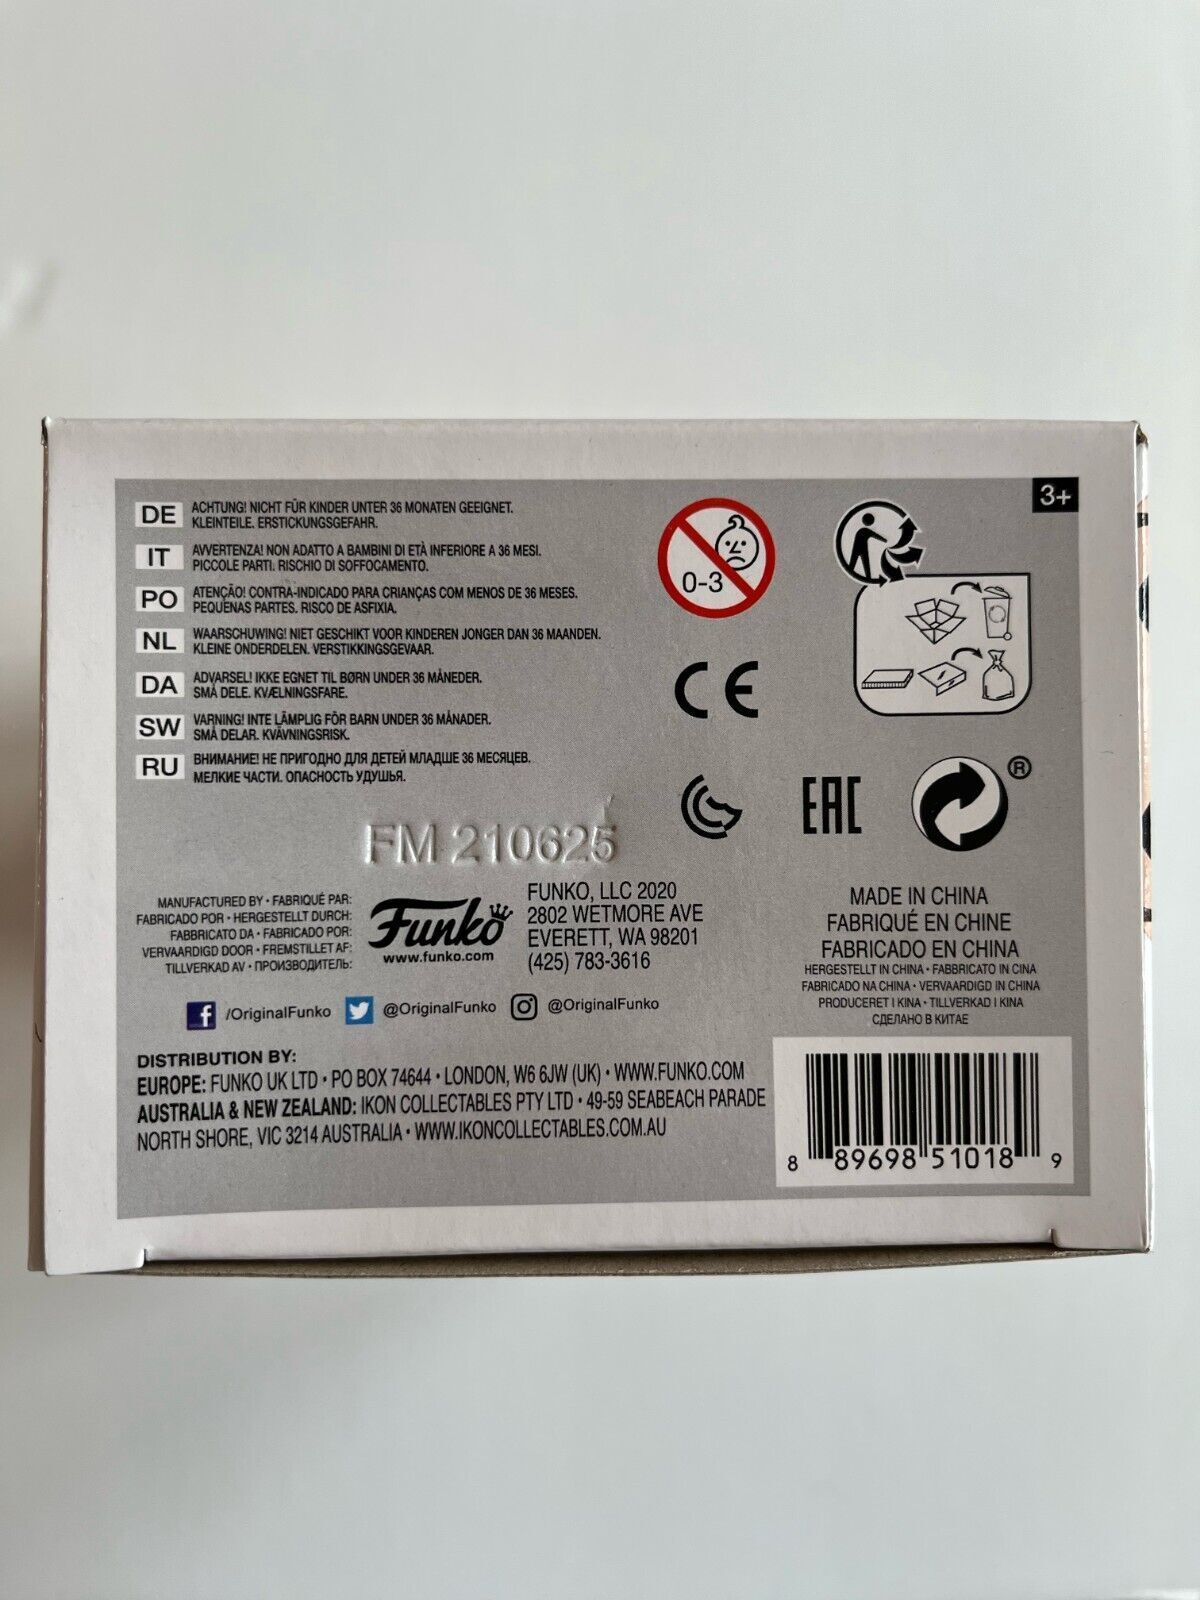 3+
DE
ACHTUNG! NICHT FÜR KINDER UNTER 36 MONATEN GEEIGNET.
KLEINTEILE. ERSTICKUNGSGEFAHR.
IT
AVVERTENZA! NON ADATTO A BAMBINI DI ETÀ INFERIORE A 36 MESI.
PICCOLE PARTI. RISCHIO DI SOFFOCAMENTO.
PO
ATENÇÃO! CONTRA-INDICADO PARA CRIANÇAS COM MENOS DE 36 MESES.
PEQUENAS PARTES. RISCO DE ASFIXIA.
NL
WAARSCHUWING! NIET GESCHIKT VOOR KINDEREN JONGER DAN 36 MAANDEN.
KLEINE ONDERDELEN. VERSTIKKINGSGEVAAR.
DA
ADVARSEL! IKKE EGNET TIL BØRN UNDER 36 MÅNEDER.
SMÅ DELE. KVÆLNINGSFARE.
SW
VARNING! INTE LÄMPLIG FÖR BARN UNDER 36 MÅNADER.
SMÅ DELAR. KVÄVNINGSRISK.
RU
ВНИМАНИЕ! НЕ ПРИГОДНО ДЛЯ ДЕТЕЙ МЛАДШЕ 36 МЕСЯЦЕВ.
МЕЛКИЕ ЧАСТИ. ОПАСНОСТЬ УДУШЬЯ.
0-3
CE
EAC
®
FM 210625
MANUFACTURED BY • FABRIQUÉ PAR:
FABRICADO POR • HERGESTELLT DURCH:
FABBRICATO DA • FABRICADO POR:
VERVAARDIGD DOOR • FREMSTILLET AF:
TILLVERKAD AV • ПРОИЗВОДИТЕЛЬ:
Funko
www.funko.com
FUNKO, LLC 2020
2802 WETMORE AVE
EVERETT, WA 98201
(425) 783-3616
MADE IN CHINA
FABRIQUÉ EN CHINE
FABRICADO EN CHINA
HERGESTELLT IN CHINA • FABBRICATO IN CINA
FABRICADO NA CHINA • VERVAARDIGD IN CHINA
PRODUCERET I KINA • TILLVERKAD I KINA
СДЕЛАНО В КИТАЕ
/OriginalFunko @OriginalFunko @OriginalFunko
DISTRIBUTION BY:
EUROPE: FUNKO UK LTD • PO BOX 74644 • LONDON, W6 6JW (UK) • WWW.FUNKO.COM
AUSTRALIA & NEW ZEALAND: IKON COLLECTABLES PTY LTD • 49-59 SEABEACH PARADE
NORTH SHORE, VIC 3214 AUSTRALIA • WWW.IKONCOLLECTABLES.COM.AU
8 89698 51018 9